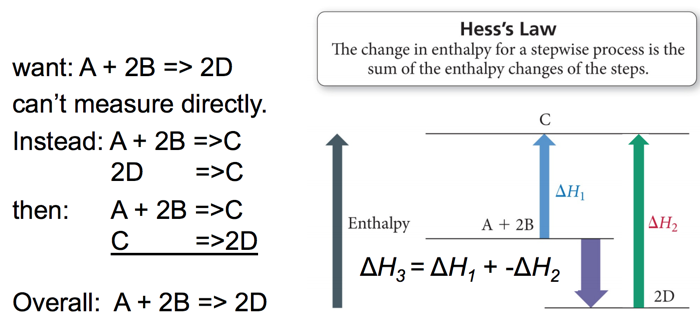 want: A + 2B => 2D
can't measure directly.
Instead: A + 2B =>C
2D =>C
then: A + 2B =>C
C =>2D
Overall: A + 2B => 2D
Hess's Law
The change in enthalpy for a stepwise process is the
sum of the enthalpy changes of the steps.
C
ΔH₁
Enthalpy
A + 2B
ΔH₂
ΔH₃ = ΔH₁ + -ΔH₂
2D